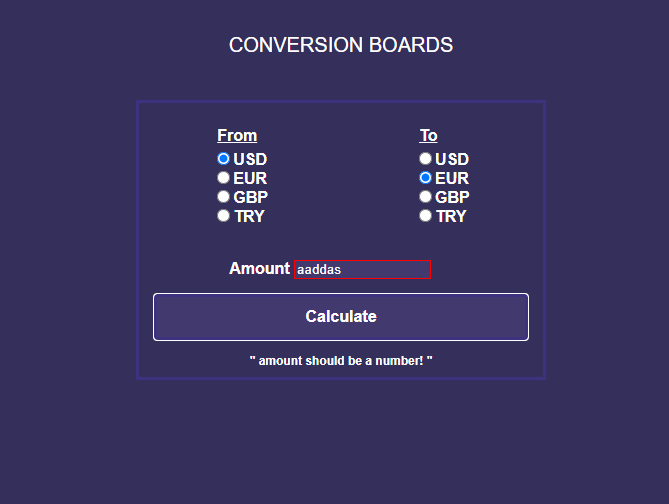 CONVERSION BOARDS
From
USD
EUR
GBP
TRY
To
USD
EUR
GBP
TRY
Amount aaddas
Calculate
" amount should be a number! "